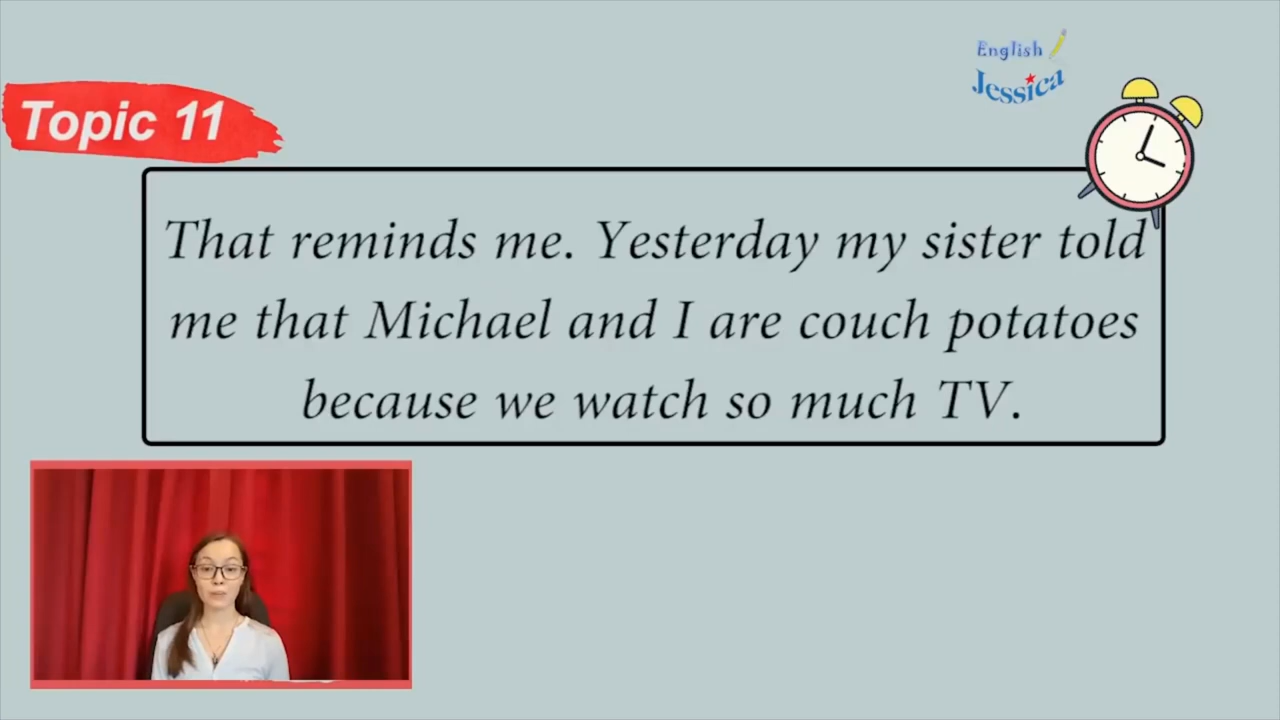 English
Jessica
Topic 11
That reminds me. Yesterday my sister told
me that Michael and I are couch potatoes
because we watch so much TV.